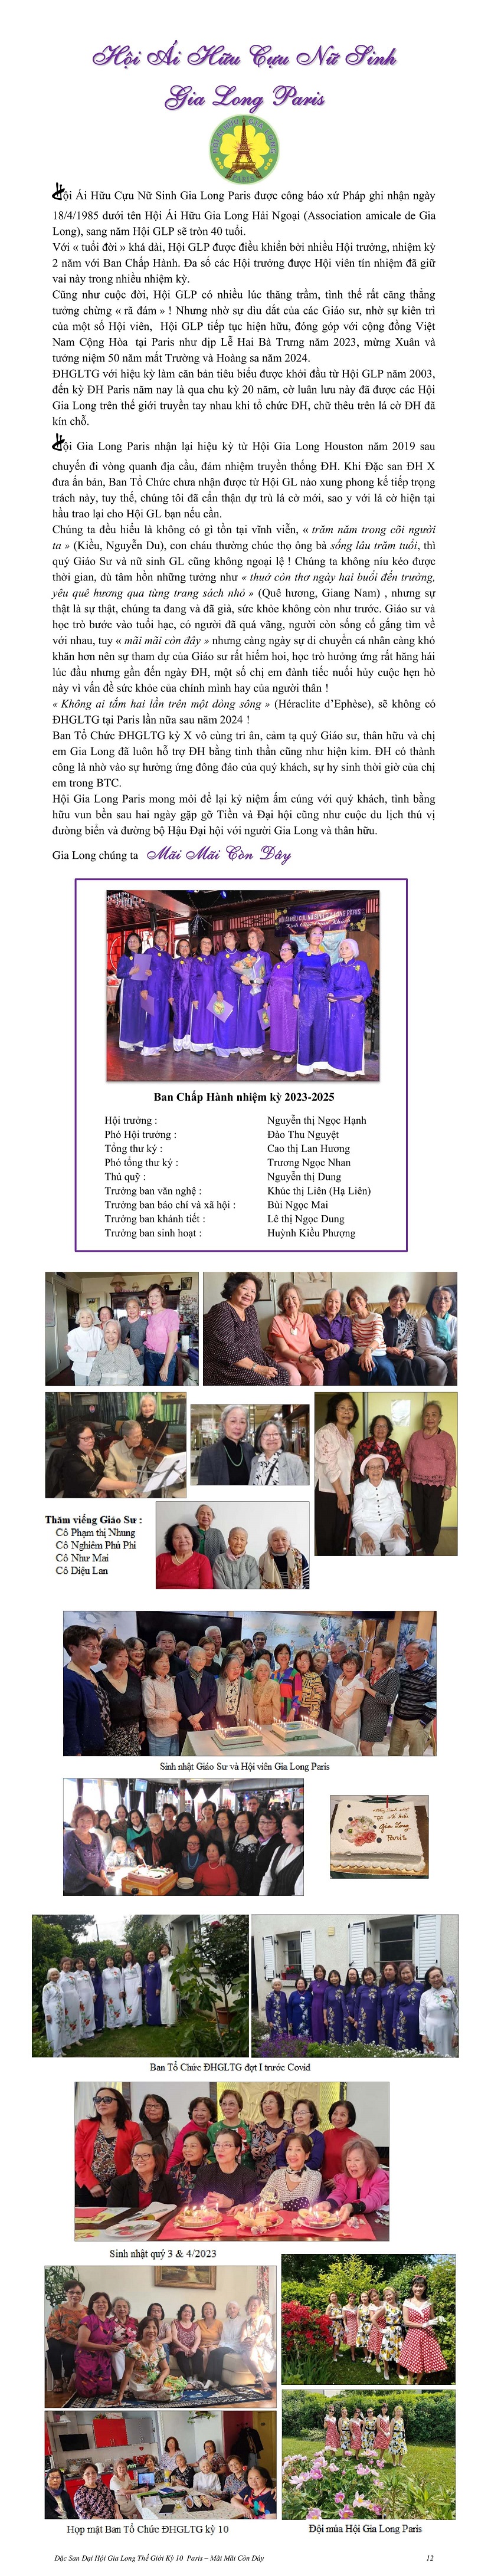 Hội Ái Hữu Cựu Nữ Sinh
Gia Long Paris
PARIS
Hội Ái Hữu Cựu Nữ Sinh Gia Long Paris được công báo xứ Pháp ghi nhận ngày
18/4/1985 dưới tên Hội Ái Hữu Gia Long Hải Ngoại (Association amicale de Gia
Long), sang năm Hội GLP sẽ tròn 40 tuổi.
Với « tuổi đời » khá dài, Hội GLP được điều khiển bởi nhiều Hội trưởng, nhiệm kỳ
2 năm với Ban Chấp Hành. Đa số các Hội trưởng được Hội viên tín nhiệm đã giữ
vai này trong nhiều nhiệm kỳ.
Cũng như cuộc đời, Hội GLP có nhiều lúc thăng trầm, tình thế rất căng thẳng
tưởng chừng « rã đám » ! Nhưng nhờ sự dìu dắt của các Giáo sư, nhờ sự kiên trì
của một số Hội viên, Hội GLP tiếp tục hiện hữu, đóng góp với cộng đồng Việt
Nam Cộng Hòa tại Paris như dịp Lễ Hai Bà Trưng năm 2023, mừng Xuân và
tưởng niệm 50 năm mất Trường và Hoàng sa năm 2024.
ĐHGLTG với hiệu kỳ làm căn bản tiêu biểu được khởi đầu từ Hội GLP năm 2003,
đến kỳ ĐH Paris năm nay là qua chu kỳ 20 năm, cờ luân lưu này đã được các Hội
Gia Long trên thế giới truyền tay nhau khi tổ chức ĐH, chữ thêu trên lá cờ ĐH đã
kín chỗ.
Hội Gia Long Paris nhận lại hiệu kỳ từ Hội Gia Long Houston năm 2019 sau
chuyến đi vòng quanh địa cầu, đảm nhiệm truyền thống ĐH. Khi Đặc san ĐH X
đưa ấn bản, Ban Tổ Chức chưa nhận được từ Hội GL nào xung phong kế tiếp trọng
trách này, tuy thế, chúng tôi đã cẩn thận dự trù lá cờ mới, sao y với cờ hiện tại
hầu trao lại cho Hội GL bạn nếu cần.
Chúng ta đều hiểu là không có gì tồn tại vĩnh viễn, « trăm năm trong cõi người
ta » (Kiều, Nguyễn Du), con cháu thường chúc thọ ông bà sống lâu trăm tuổi, thì
quý Giáo Sư và nữ sinh GL cũng không ngoại lệ ! Chúng ta không níu kéo được
thời gian, dù tâm hồn những tưởng như « thuở còn thơ ngày hai buổi đến trường,
yêu quê hương qua từng trang sách nhỏ » (Quê hương, Giang Nam) , nhưng sự
thật là sự thật, chúng ta đang và đã già, sức khỏe không còn như trước. Giáo sư và
học trò bước vào tuổi hạc, có người đã quá vãng, người còn sống cố gắng tìm về
với nhau, tuy « mãi mãi còn đây » nhưng càng ngày sự di chuyển cá nhân càng khó
khăn hơn nên sự tham dự của Giáo sư rất hiếm hoi, học trò hưởng ứng rất hăng hái
lúc đầu nhưng gần đến ngày ĐH, một số chị em đành tiếc nuối hủy cuộc hẹn hò
này vì vấn đề sức khỏe của chính mình hay của người thân !
« Không ai tắm hai lần trên một dòng sông » (Héraclite d’Ephèse), sẽ không có
ĐHGLTG tại Paris lần nữa sau năm 2024 !
Ban Tổ Chức ĐHGLTG kỳ X vô cùng tri ân, cảm tạ quý Giáo sư, thân hữu và chị
em Gia Long đã luôn hỗ trợ ĐH bằng tinh thần cũng như hiện kim. ĐH có thành
công là nhờ vào sự hưởng ứng đông đảo của quý khách, sự hy sinh thời giờ của chị
em trong BTC.
Hội Gia Long Paris mong mỏi để lại kỷ niệm ấm cúng với quý khách, tình bằng
hữu vun bền sau hai ngày gặp gỡ Tiền và Đại hội cũng như cuộc du lịch thú vị
đường biển và đường bộ Hậu Đại hội với người Gia Long và thân hữu.
Gia Long chúng ta Mãi Mãi Còn Đây
Ban Chấp Hành nhiệm kỳ 2023-2025
Hội trưởng : Nguyễn thị Ngọc Hạnh
Phó Hội trưởng : Đào Thu Nguyệt
Tổng thư ký : Cao thị Lan Hương
Phó tổng thư ký : Trương Ngọc Nhan
Thủ quỹ : Nguyễn thị Dung
Trưởng ban văn nghệ : Khúc thị Liên (Hạ Liên)
Trưởng ban báo chí và xã hội : Bùi Ngọc Mai
Trưởng ban khánh tiết : Lê thị Ngọc Dung
Trưởng ban sinh hoạt : Huỳnh Kiều Phượng
Thăm viếng Giáo Sư :
Cô Phạm thị Nhung
Cô Nghiêm Phú Phi
Cô Như Mai
Cô Diệu Lan
Sinh nhật Giáo Sư và Hội viên Gia Long Paris
Gia Long
Paris
Ban Tổ Chức ĐHGLTG đợt I trước Covid
Sinh nhật quý 3 & 4/2023
Họp mặt Ban Tổ Chức ĐHGLTG kỳ 10
Đội múa Hội Gia Long Paris
Đặc San Đại Hội Gia Long Thế Giới Kỳ 10 Paris – Mãi Mãi Còn Đây 12